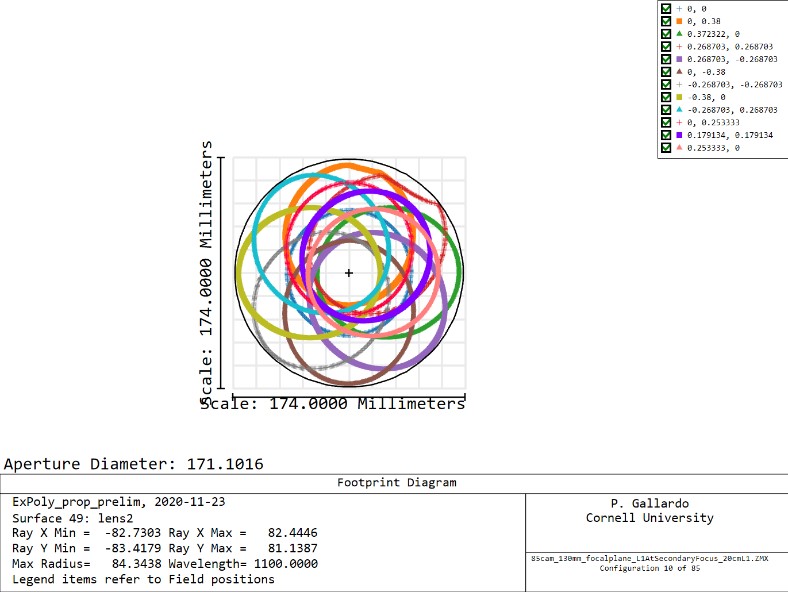 0, 0
0, 0.38
0.372322, 0
0.268703, 0.268703
0.268703, -0.268703
0, -0.38
-0.268703, -0.268703
-0.38, 0
-0.268703, 0.268703
0, 0.253333
0.179134, 0.179134
0.253333, 0
Scale: 174.0000 Millimeters
Scale: 174.0000 Millimeters
Aperture Diameter: 171.1016
Footprint Diagram
ExPoly_prop_prelim, 2020-11-23
Surface 49: lens2
Ray X Min = -82.7303 Ray X Max = 82.4446
Ray Y Min = -83.4179 Ray Y Max = 81.1387
Max Radius= 84.3438 Wavelength= 1100.0000
Legend items refer to Field positions
P. Gallardo
Cornell University
85cam_130mm_focalplane_L1AtSecondaryFocus_20cmL1.ZMX
Configuration 10 of 85